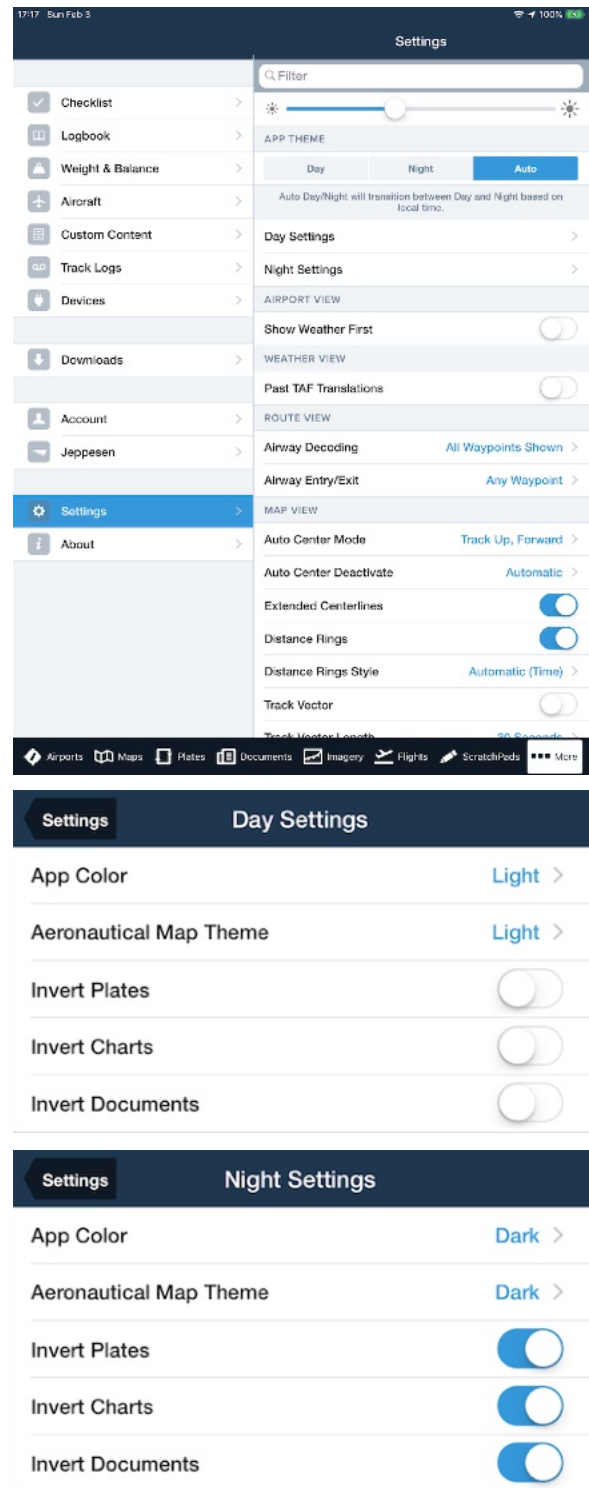 17:17 Sun Feb 3
100%
Settings
Filter
Checklist
Logbook
Weight & Balance
Aircraft
Custom Content
Track Logs
Devices
Downloads
Account
Jeppesen
Settings
About
APP THEME
Day Night Auto
Auto Day/Night will transition between Day and Night based on
local time.
Day Settings
Night Settings
AIRPORT VIEW
Show Weather First
WEATHER VIEW
Past TAF Translations
ROUTE VIEW
Airway Decoding All Waypoints Shown
Airway Entry/Exit Any Waypoint
MAP VIEW
Auto Center Mode Track Up, Forward
Auto Center Deactivate Automatic
Extended Centerlines
Distance Rings
Distance Rings Style Automatic (Time)
Track Vector
Track Vector Length 30 Seconds
Airports Maps Plates Documents Imagery Flights ScratchPads More
Settings Day Settings
App Color Light
Aeronautical Map Theme Light
Invert Plates
Invert Charts
Invert Documents
Settings Night Settings
App Color Dark
Aeronautical Map Theme Dark
Invert Plates
Invert Charts
Invert Documents